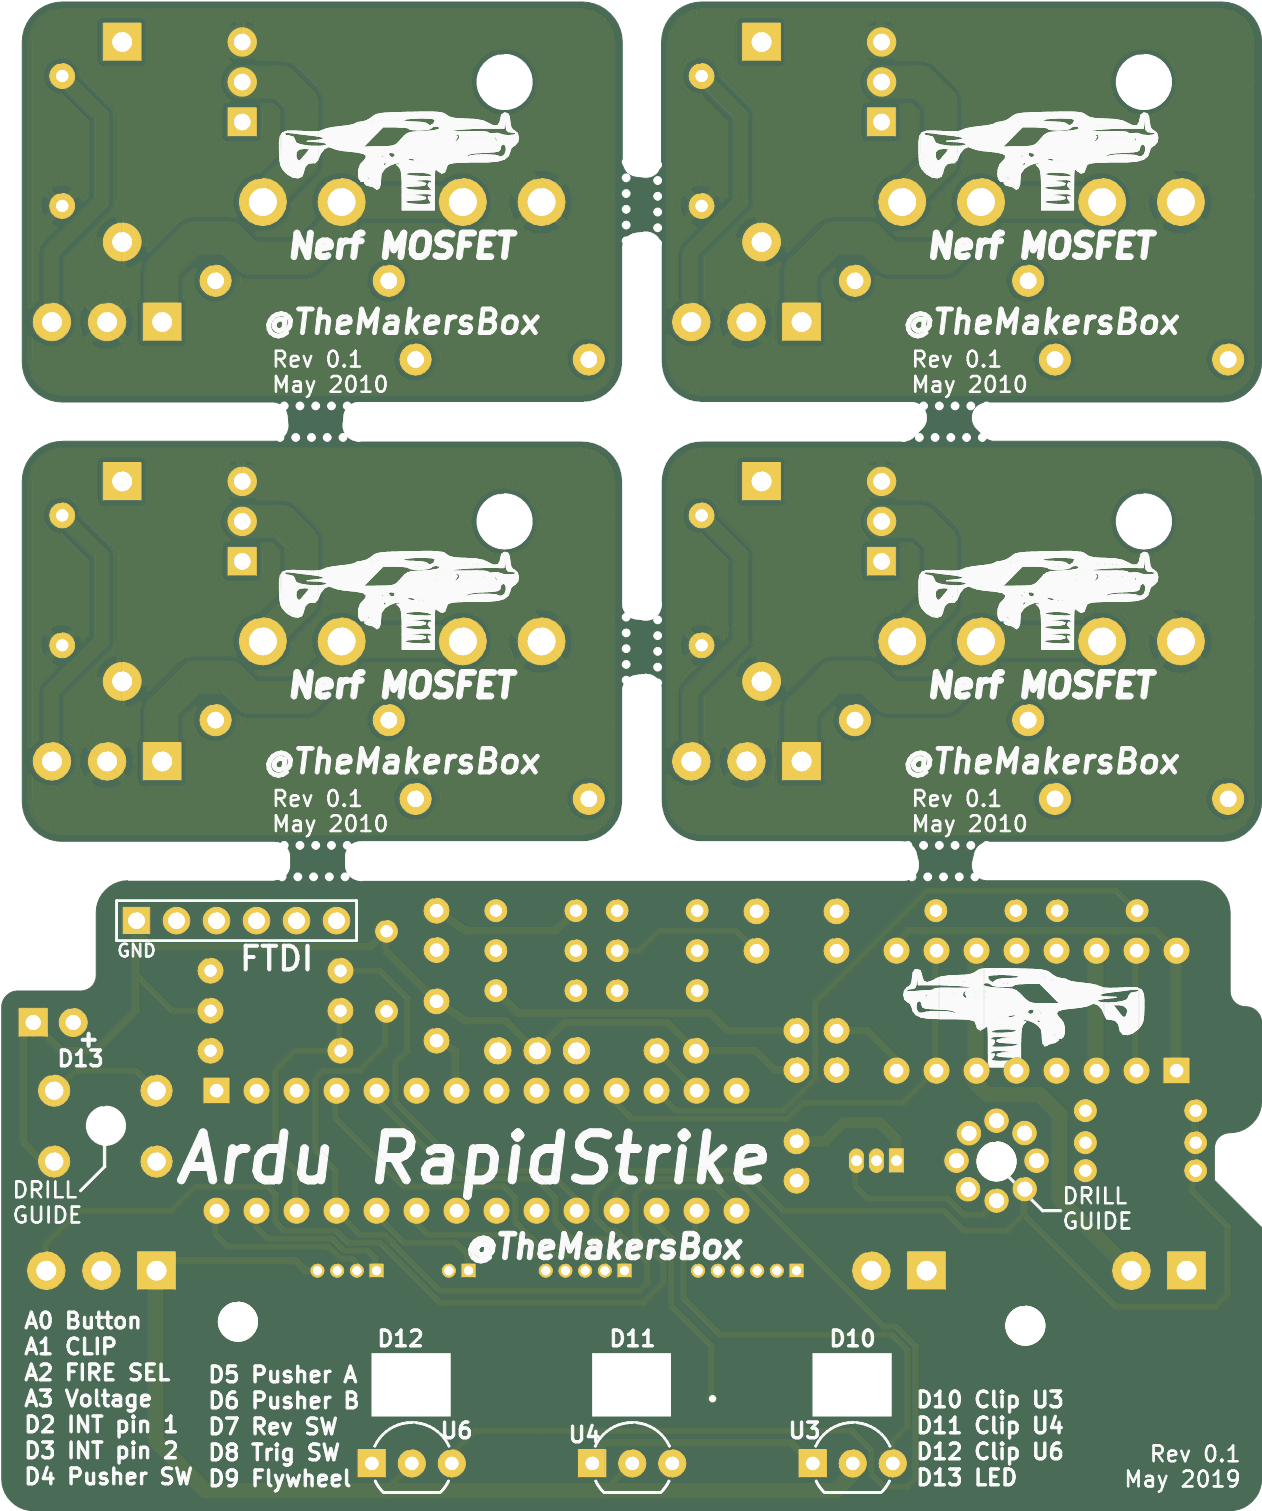 Nerf MOSFET
@TheMakersBox
Rev 0.1
May 2010
Nerf MOSFET
@TheMakersBox
Rev 0.1
May 2010
Nerf MOSFET
@TheMakersBox
Rev 0.1
May 2010
Nerf MOSFET
@TheMakersBox
Rev 0.1
May 2010
GND
FTDI
+
D13
Ardu RapidStrike
DRILL
GUIDE
DRILL
GUIDE
@TheMakersBox
A0 Button
A1 CLIP
A2 FIRE SEL
A3 Voltage
D2 INT pin 1
D3 INT pin 2
D4 Pusher SW
D5 Pusher A
D6 Pusher B
D7 Rev SW
D8 Trig SW
D9 Flywheel
D12
U6
D11
U4
D10
U3
D10 Clip U3
D11 Clip U4
D12 Clip U6
D13 LED
Rev 0.1
May 2019